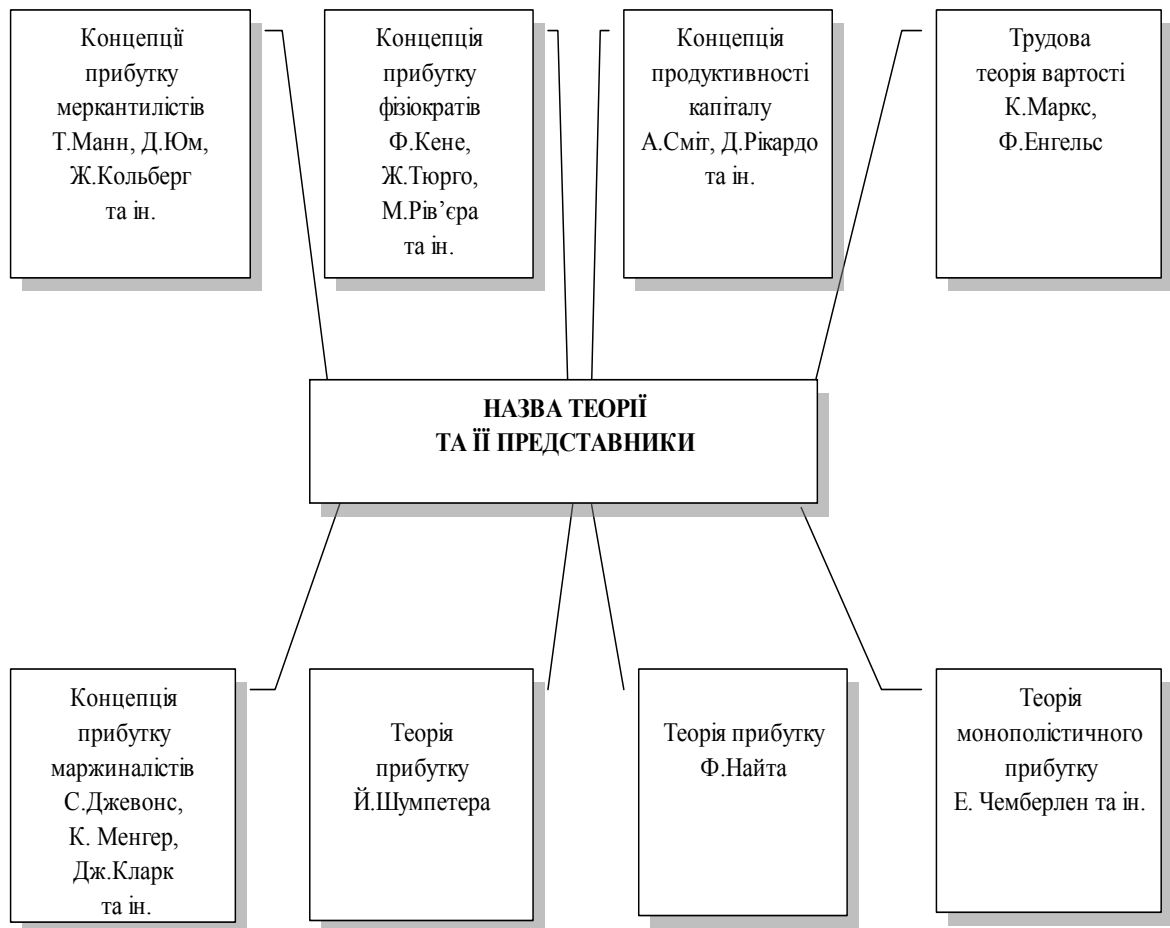 Концепції
прибутку
меркантилістів
Т.Манн, Д.Юм,
Ж.Кольберг
та ін.
Концепція
прибутку
фізіократів
Ф.Кене,
Ж.Тюрго,
М.Рів’єра
та ін.
Концепція
продуктивності
капіталу
А.Сміт, Д.Рікардо
та ін.
Трудова
теорія вартості
К.Маркс,
Ф.Енгельс
НАЗВА ТЕОРІЇ
ТА ЇЇ ПРЕДСТАВНИКИ
Концепція
прибутку
маржиналістів
С.Джевонс,
К. Менгер,
Дж.Кларк
та ін.
Теорія
прибутку
Й.Шумпетера
Теорія прибутку
Ф.Найта
Теорія
монополістичного
прибутку
Е. Чемберлен та ін.